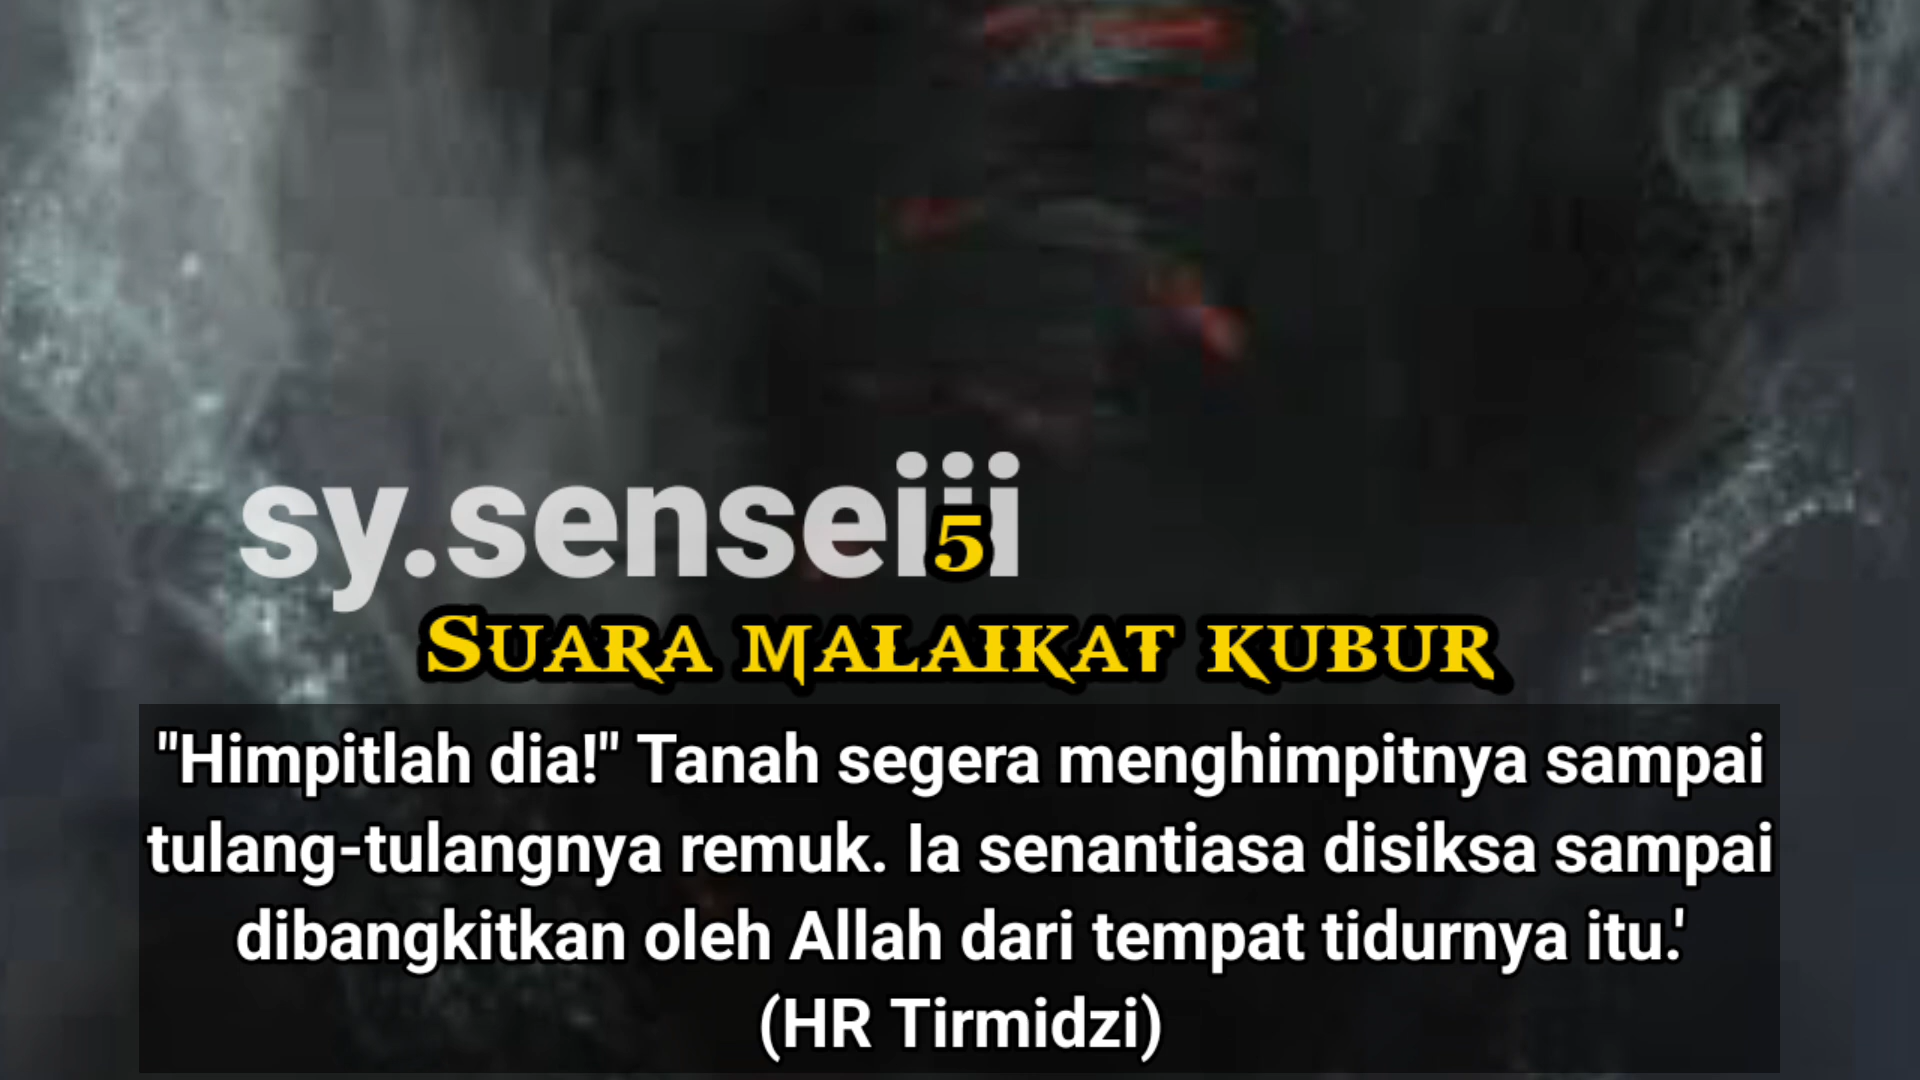 sy.senseiii
5
Suara malaikat kubur
"Himpitlah dia!" Tanah segera menghimpitnya sampai
tulang-tulangnya remuk. Ia senantiasa disiksa sampai
dibangkitkan oleh Allah dari tempat tidurnya itu.'
(HR Tirmidzi)